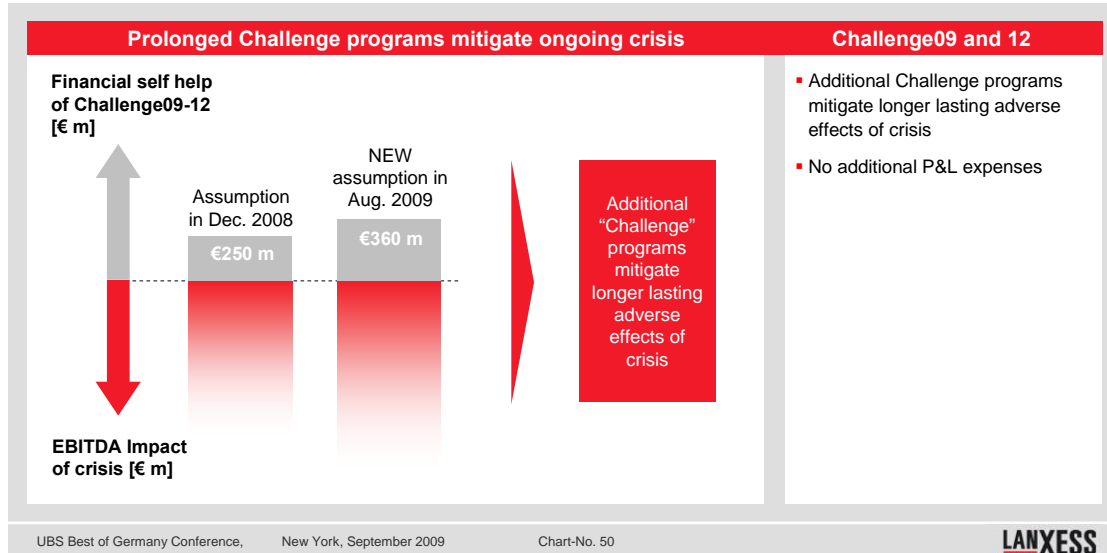 Prolonged Challenge programs mitigate ongoing crisis
Financial self help
of Challenge09-12
[€ m]
Assumption
in Dec. 2008
€250 m
NEW
assumption in
Aug. 2009
€360 m
Additional
“Challenge”
programs
mitigate
longer lasting
adverse
effects of
crisis
EBITDA Impact
of crisis [€ m]
Challenge09 and 12
▪ Additional Challenge programs
mitigate longer lasting adverse
effects of crisis
▪ No additional P&L expenses
UBS Best of Germany Conference, New York, September 2009 Chart-No. 50
LANXESS